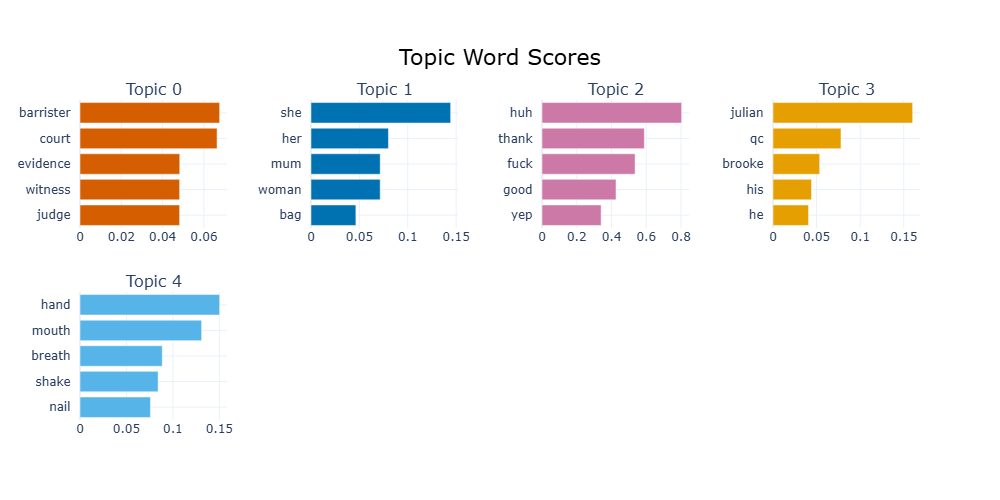 Topic Word Scores
Topic 0
barrister
court
evidence
witness
judge
0 0.02 0.04 0.06
Topic 1
she
her
mum
woman
bag
0 0.05 0.1 0.15
Topic 2
huh
thank
fuck
good
yep
0 0.2 0.4 0.6 0.8
Topic 3
julian
qc
brooke
his
he
0 0.05 0.1 0.15
Topic 4
hand
mouth
breath
shake
nail
0 0.05 0.1 0.15